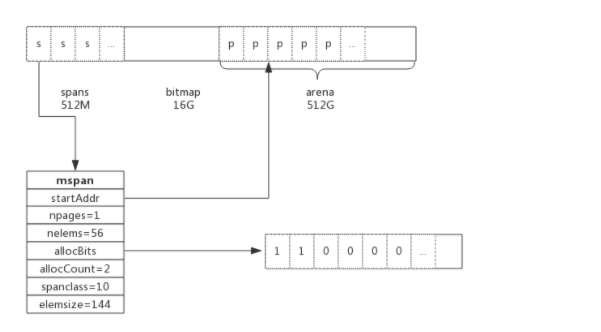 s s s ... p p p p p ...
spans bitmap arena
512M 16G 512G
mspan
startAddr
npages=1
nelems=56
allocBits
1 1 0 0 0 0 ...
allocCount=2
spanclass=10
elemsize=144